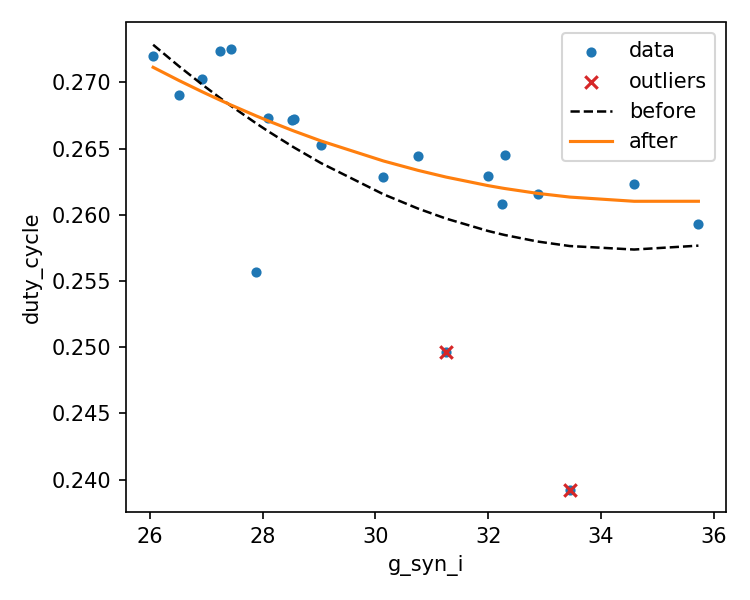 data
outliers
before
after
0.270
0.265
0.260
0.255
0.250
0.245
0.240
duty_cycle
26 28 30 32 34 36
g_syn_i